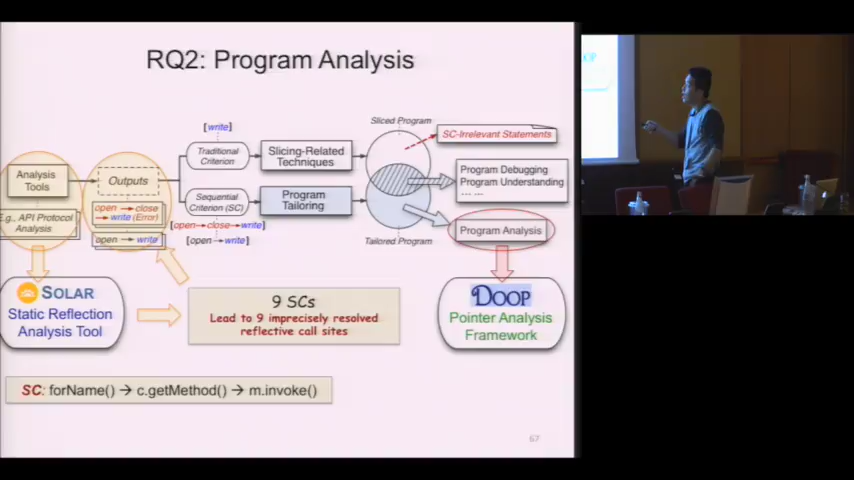 RQ2: Program Analysis
Sliced Program
[write]
SC-Irrelevant Statements
Traditional
Criterion
Slicing-Related
Techniques
Analysis
Tools
Outputs
Program Debugging
Program Understanding
... ...
Sequential
Criterion (SC)
Program
Tailoring
E.g., API Protocol
Analysis
open → close
→ write (Error)
open → write
[open→close→write]
[open→write]
Tailored Program
Program Analysis
SOLAR
Static Reflection
Analysis Tool
9 SCs
Lead to 9 imprecisely resolved
reflective call sites
DOOP
Pointer Analysis
Framework
SC: forName() → c.getMethod() → m.invoke()
67